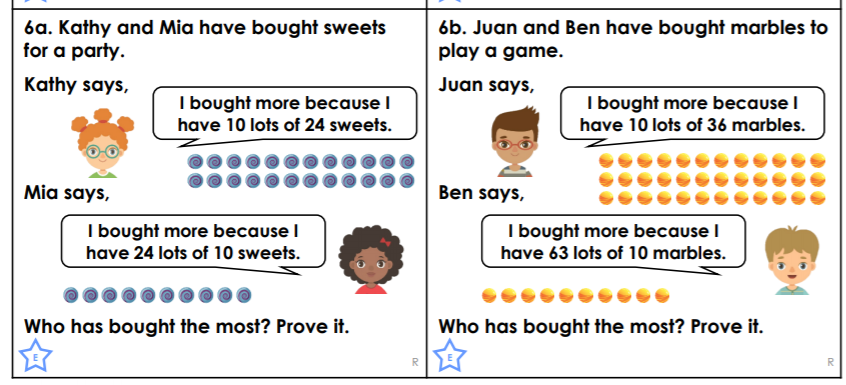 6a. Kathy and Mia have bought sweets
for a party.
Kathy says,
I bought more because I
have 10 lots of 24 sweets.
Mia says,
I bought more because I
have 24 lots of 10 sweets.
Who has bought the most? Prove it.
E
R
6b. Juan and Ben have bought marbles to
play a game.
Juan says,
I bought more because I
have 10 lots of 36 marbles.
Ben says,
I bought more because I
have 63 lots of 10 marbles.
Who has bought the most? Prove it.
E
R